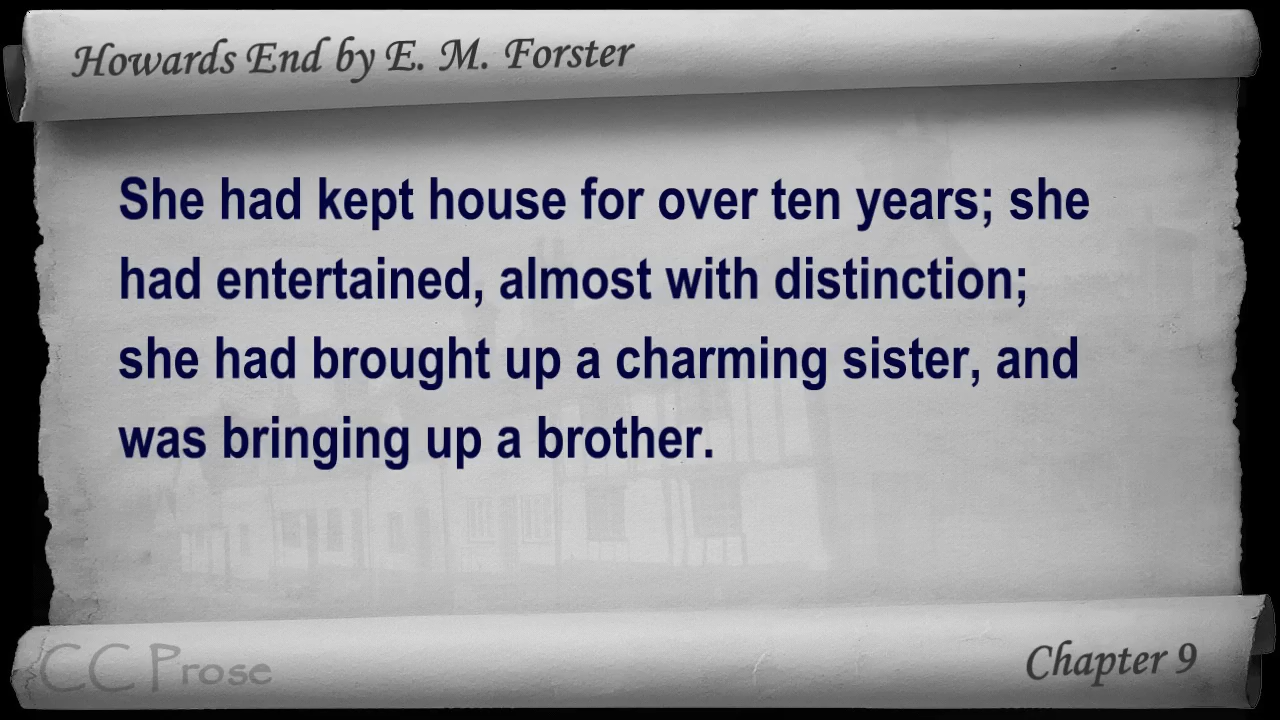 Howards End by E. M. Forster
She had kept house for over ten years; she
had entertained, almost with distinction;
she had brought up a charming sister, and
was bringing up a brother.
CC Prose
Chapter 9